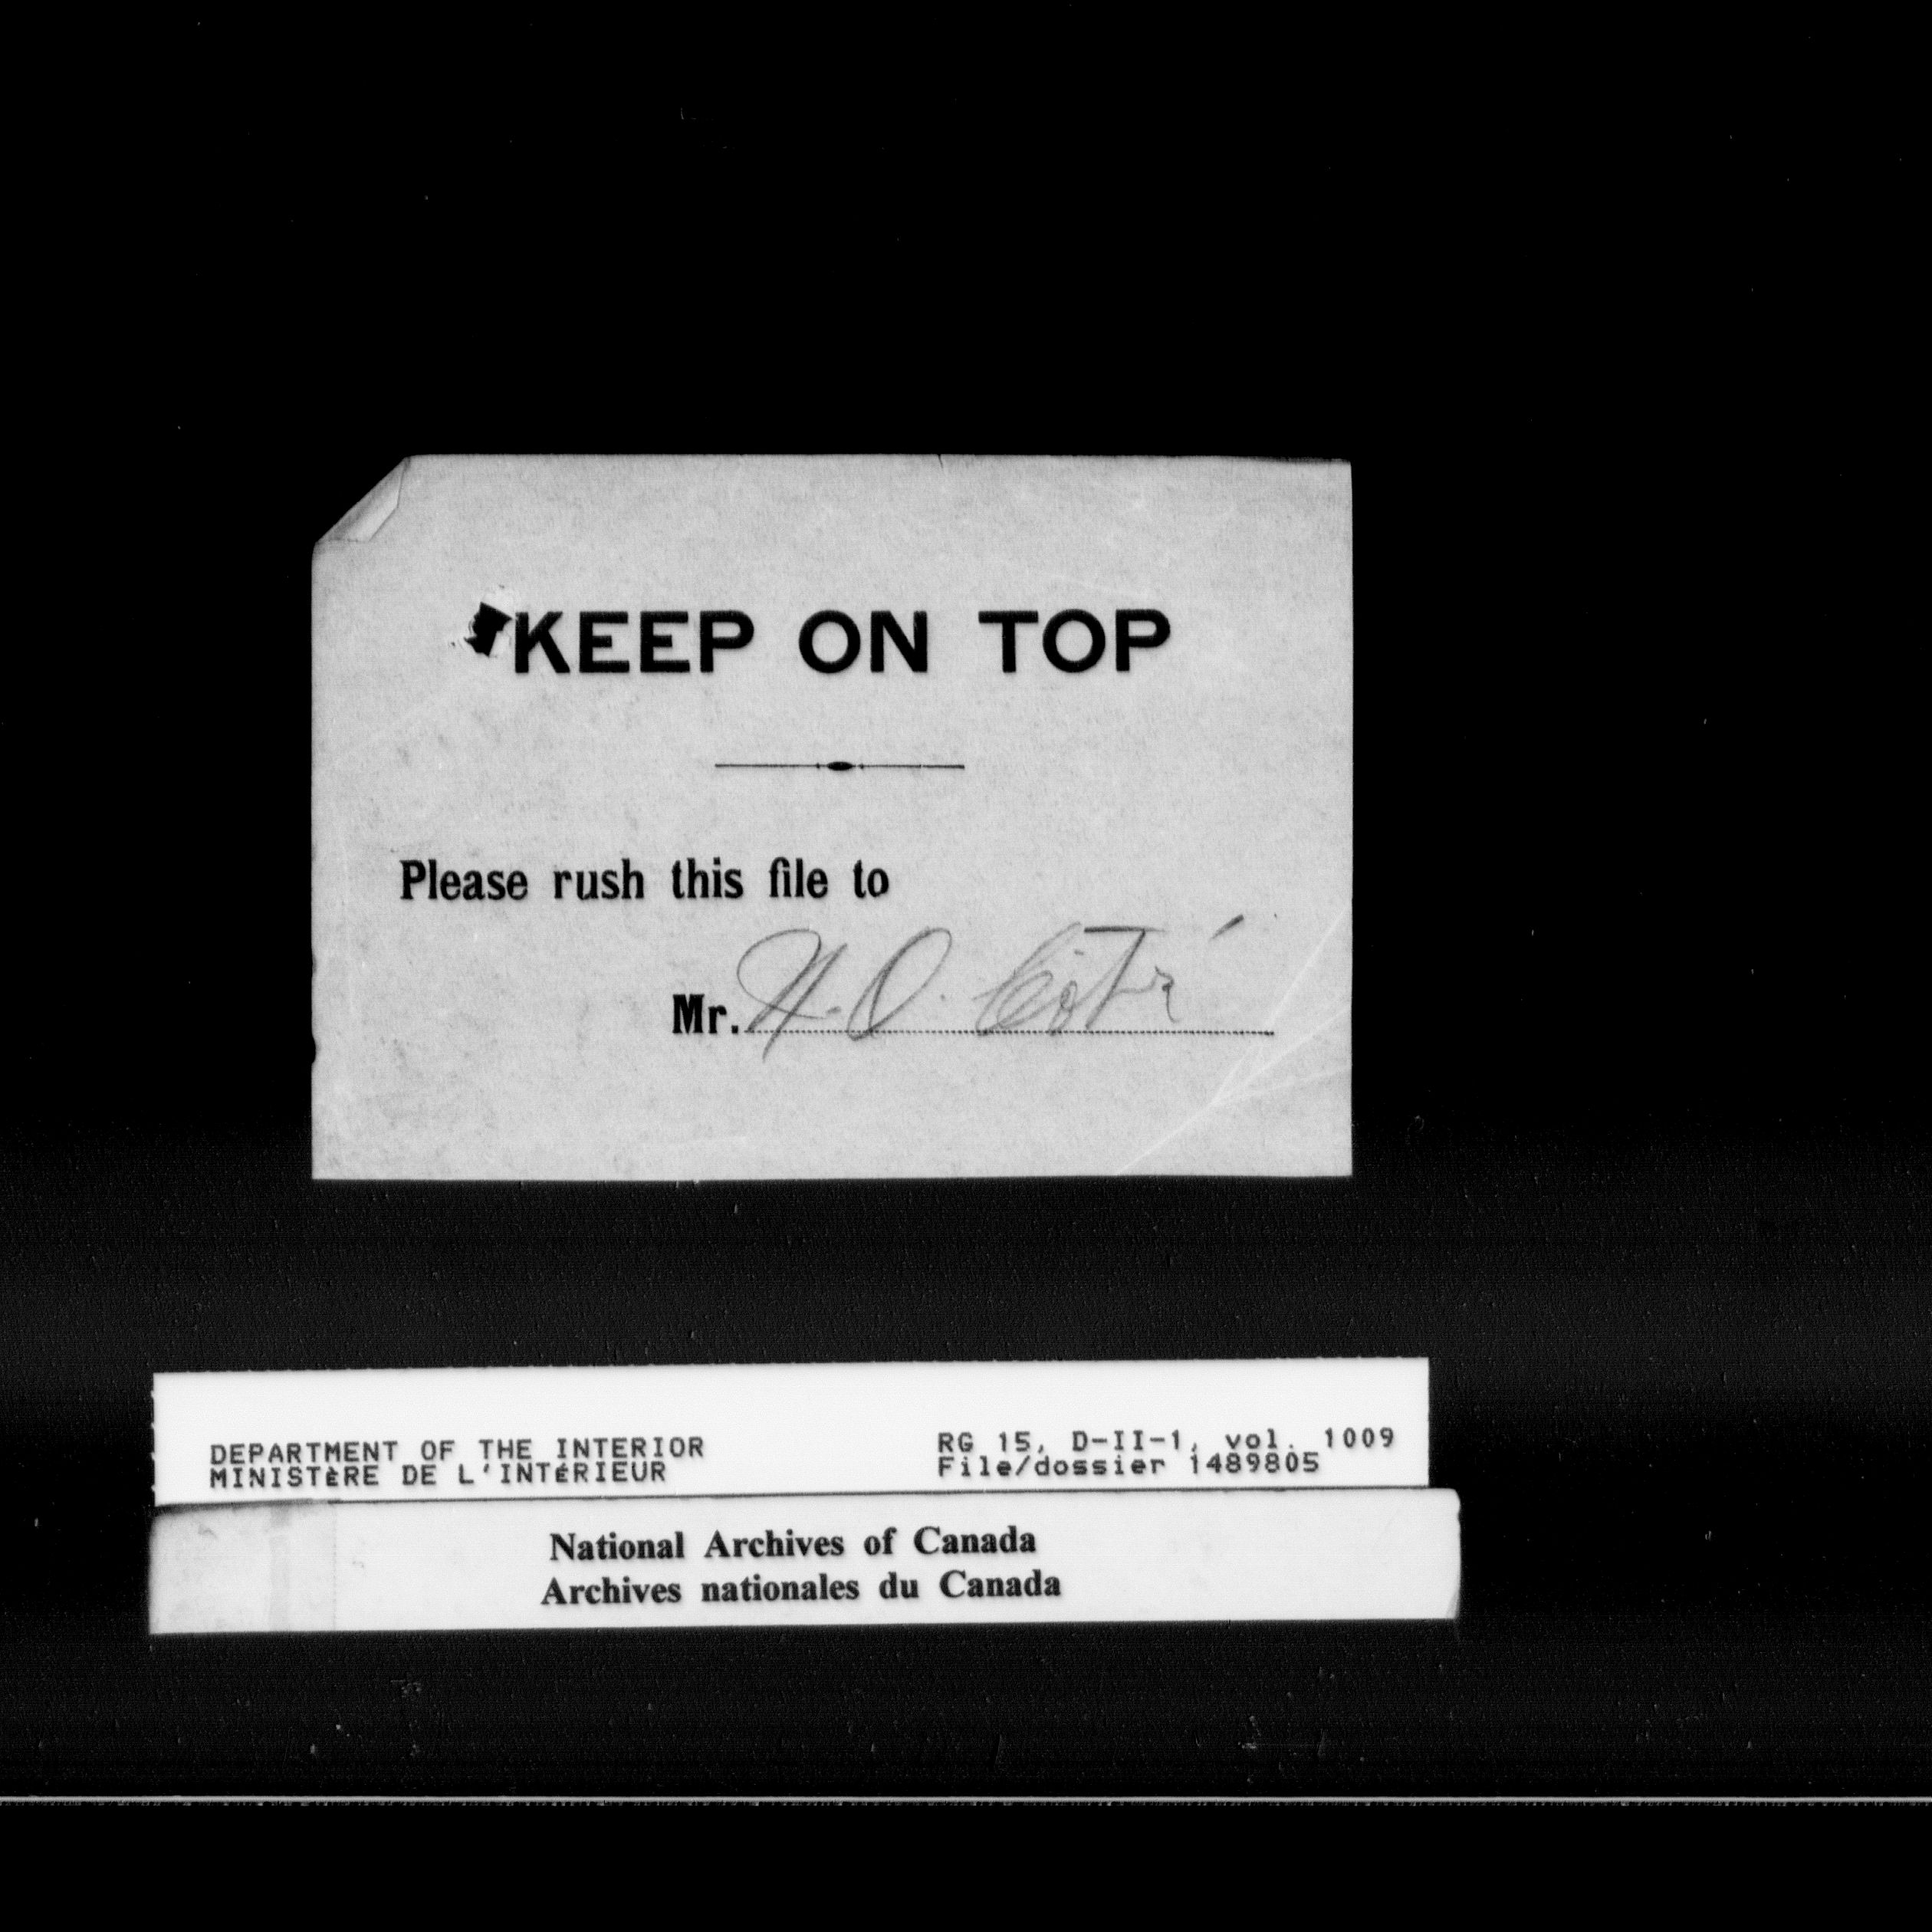 KEEP ON TOP
Please rush this file to
Mr. N. O. Côté
DEPARTMENT OF THE INTERIOR
MINISTÈRE DE L'INTÉRIEUR
RG 15, D-II-1, vol. 1009
File/dossier 1489805
National Archives of Canada
Archives nationales du Canada